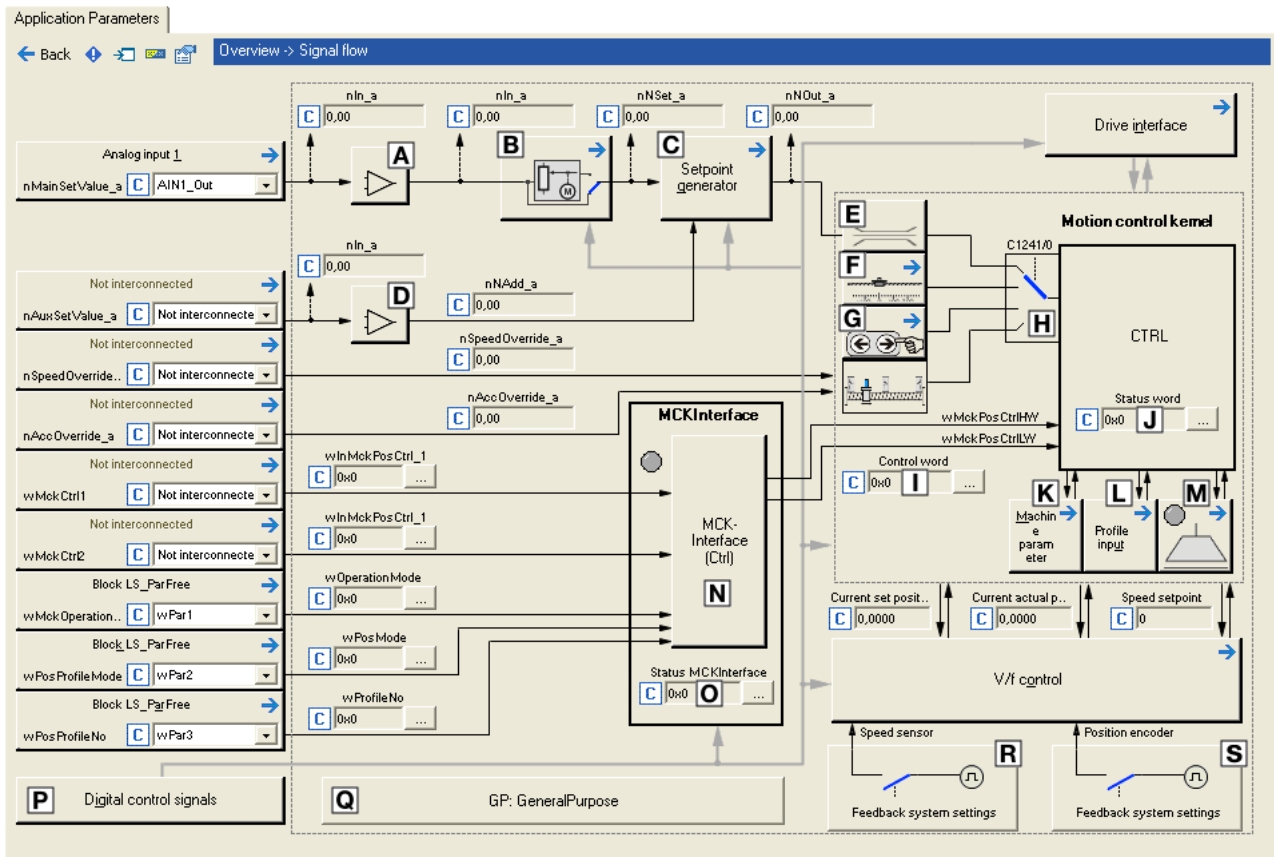 Application Parameters
Back
Overview -> Signal flow
nIn_a
C 0,00
nIn_a
C 0,00
nNSet_a
C 0,00
nNOut_a
C 0,00
Drive interface
Analog input 1
nMainSetValue_a C AIN1_Out
A
B
C
Setpoint
generator
E
F
G
Motion control kernel
C1241/0
H
CTRL
Status word
C 0x0 J ...
nIn_a
C 0,00
D
nNAdd_a
C 0,00
Not interconnected
nAuxSetValue_a C Not interconnecte
nSpeedOverride_a
C 0,00
Not interconnected
nSpeedOverride.. C Not interconnecte
nAccOverride_a
C 0,00
Not interconnected
nAccOverride_a C Not interconnecte
MCKInterface
wMckPosCtrlHW
wMckPosCtrlLW
Control word
C 0x0 I ...
wInMckPosCtrl_1
C 0x0 ...
Not interconnected
wMckCtrl1 C Not interconnecte
wInMckPosCtrl_1
C 0x0 ...
Not interconnected
wMckCtrl2 C Not interconnecte
MCK-
Interface
(Ctrl)
N
K
Machin
e
param
eter
L
Profile
input
M
wOperationMode
C 0x0 ...
Block LS_ParFree
wMckOperation.. C wPar1
Current set posit..
C 0,0000
Current actual p..
C 0,0000
Speed setpoint
C 0
wPosMode
C 0x0 ...
Block LS_ParFree
wPosProfileMode C wPar2
Status MCKInterface
C 0x0 O ...
V/f control
wProfileNo
C 0x0 ...
Block LS_ParFree
wPosProfileNo C wPar3
Speed sensor
Position encoder
P Digital control signals
Q GP: GeneralPurpose
R
Feedback system settings
S
Feedback system settings